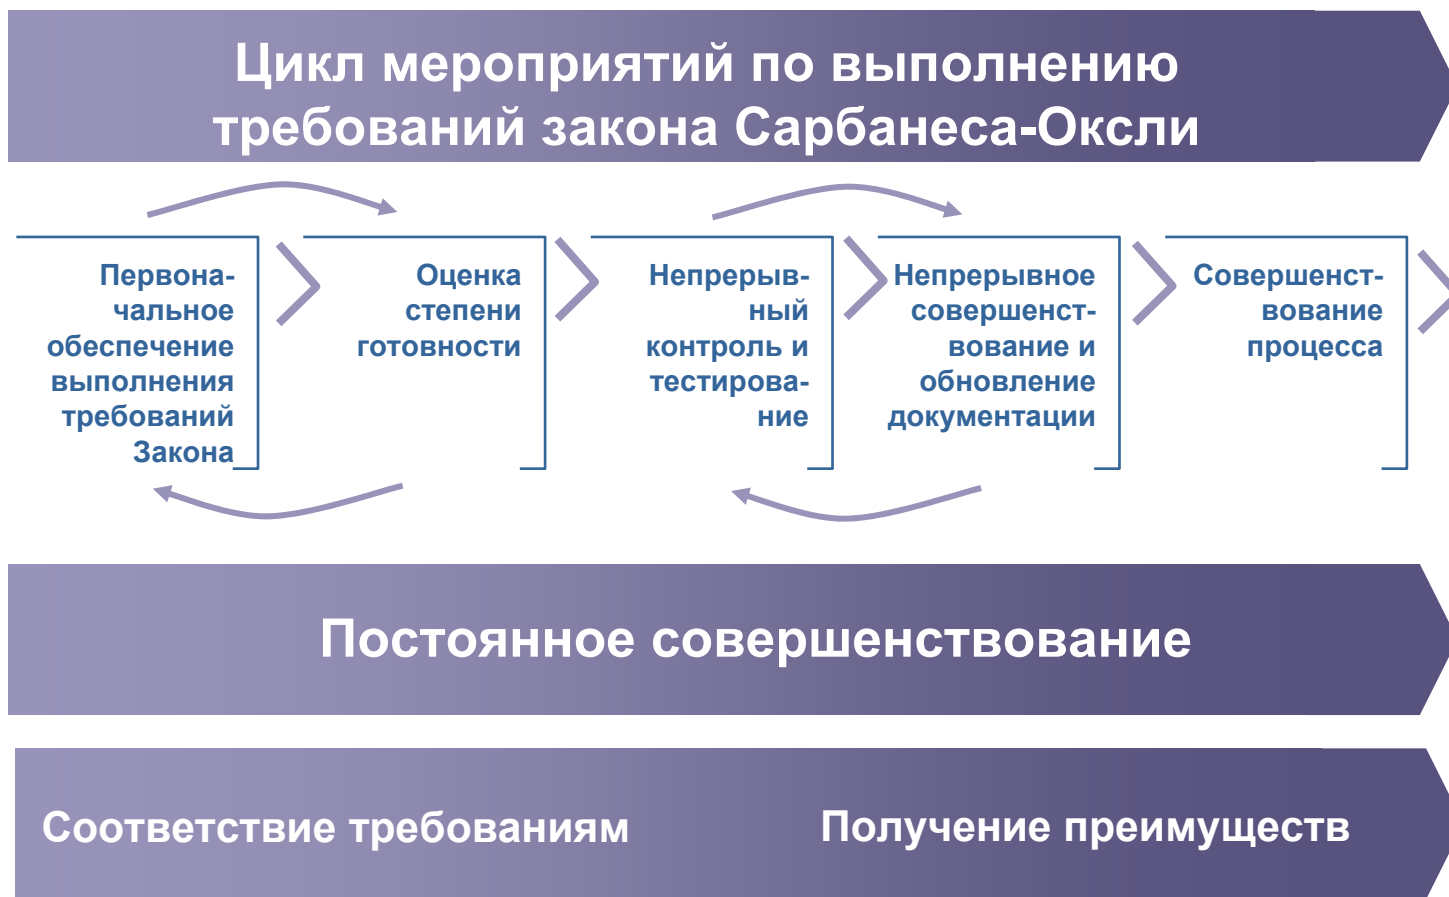 Цикл мероприятий по выполнению
требований закона Сарбанеса-Оксли
Первона-
чальное
обеспечение
выполнения
требований
Закона
Оценка
степени
готовности
Непрерыв-
ный
контроль и
тестирова-
ние
Непрерывное
совершенст-
вование и
обновление
документации
Совершенст-
вование
процесса
Постоянное совершенствование
Соответствие требованиям
Получение преимуществ